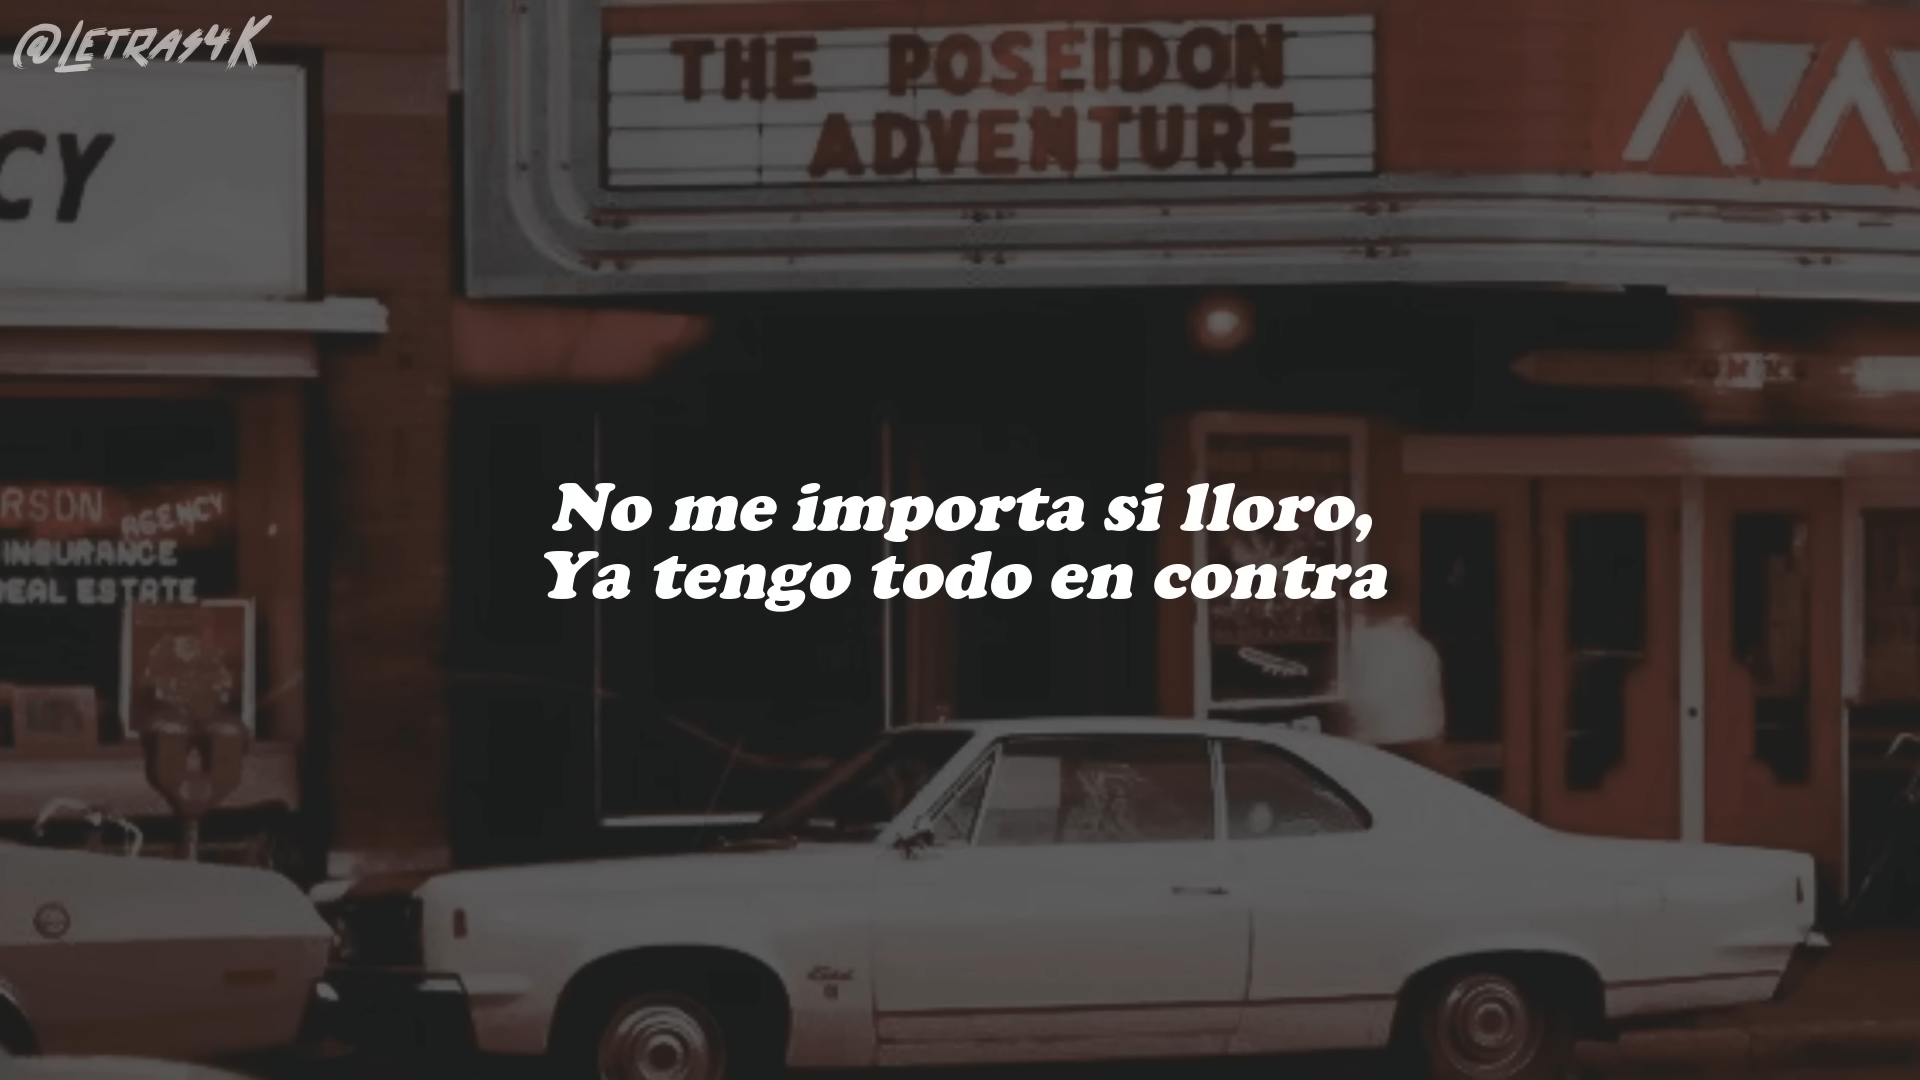 @LETRAS4K
THE POSEIDON
ADVENTURE
CY
RSON
AGENCY
INSURANCE
REAL ESTATE
No me importa si lloro,
Ya tengo todo en contra